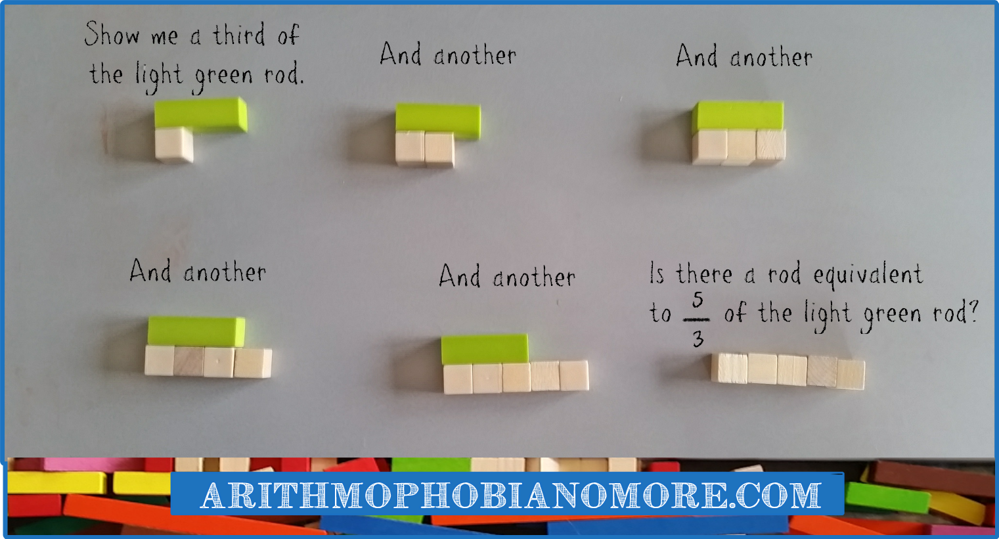 Show me a third of
the light green rod.
And another
And another
And another
And another
Is there a rod equivalent
to 5/3 of the light green rod?
ARITHMOPHOBIANOMORE.COM